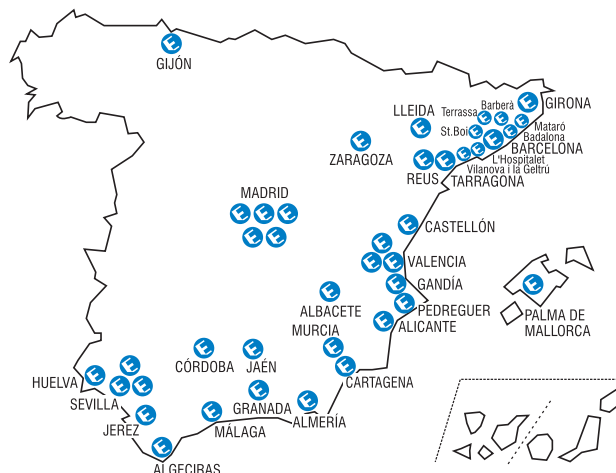 GIJÓN
GIRONA
Barberà
Terrassa
LLEIDA
Mataró
St.Boi
Badalona
BARCELONA
ZARAGOZA
L'Hospitalet
Vilanova i la Geltrú
REUS
TARRAGONA
MADRID
CASTELLÓN
VALENCIA
GANDÍA
ALBACETE
PEDREGUER
PALMA DE
MALLORCA
ALICANTE
MURCIA
CÓRDOBA
JAÉN
CARTAGENA
HUELVA
SEVILLA
GRANADA
ALMERÍA
JEREZ
MÁLAGA
ALGECIRAS